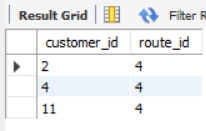 Result Grid Filter R
customer_id route_id
2 4
4 4
11 4